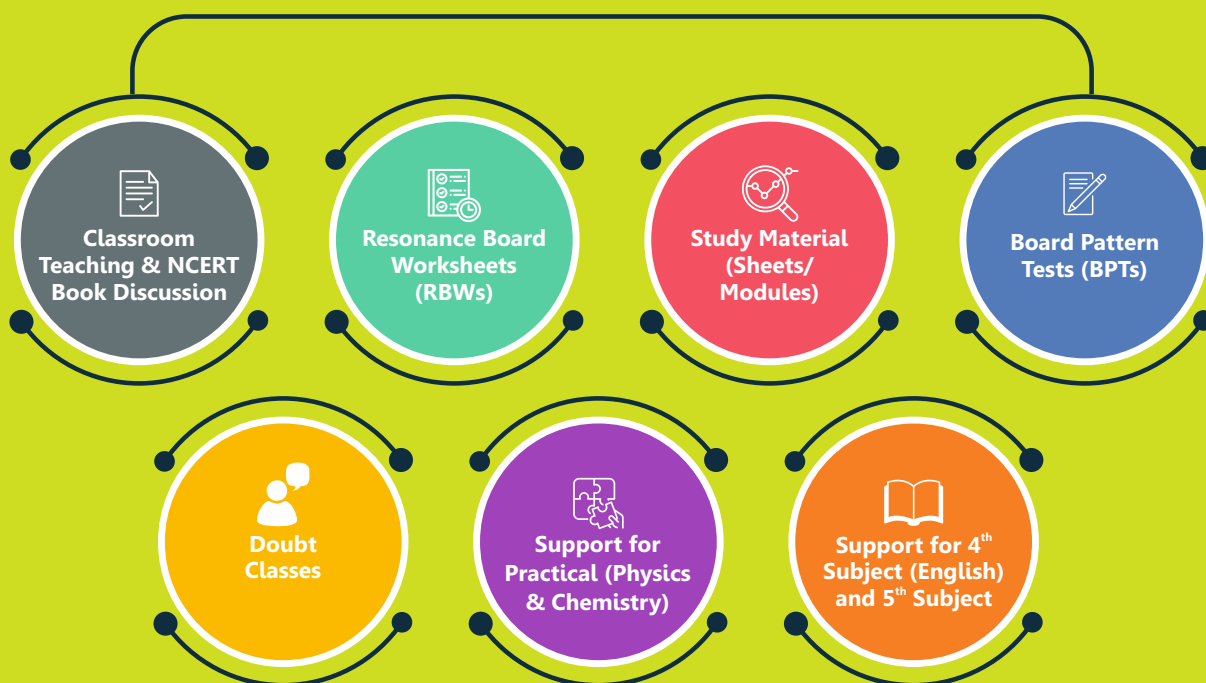 Classroom
Teaching & NCERT
Book Discussion
Resonance Board
Worksheets
(RBWs)
Study Material
(Sheets/
Modules)
Board Pattern
Tests (BPTs)
Doubt
Classes
Support for
Practical (Physics
& Chemistry)
Support for 4th
Subject (English)
and 5th Subject